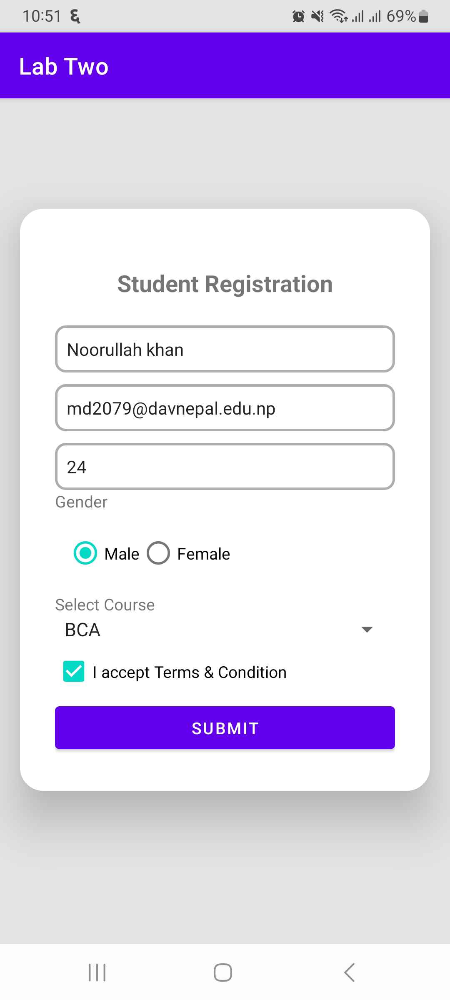 10:51 ६ 69%
Lab Two
Student Registration
Noorullah khan
md2079@davnepal.edu.np
24
Gender
Male Female
Select Course
BCA
I accept Terms & Condition
SUBMIT